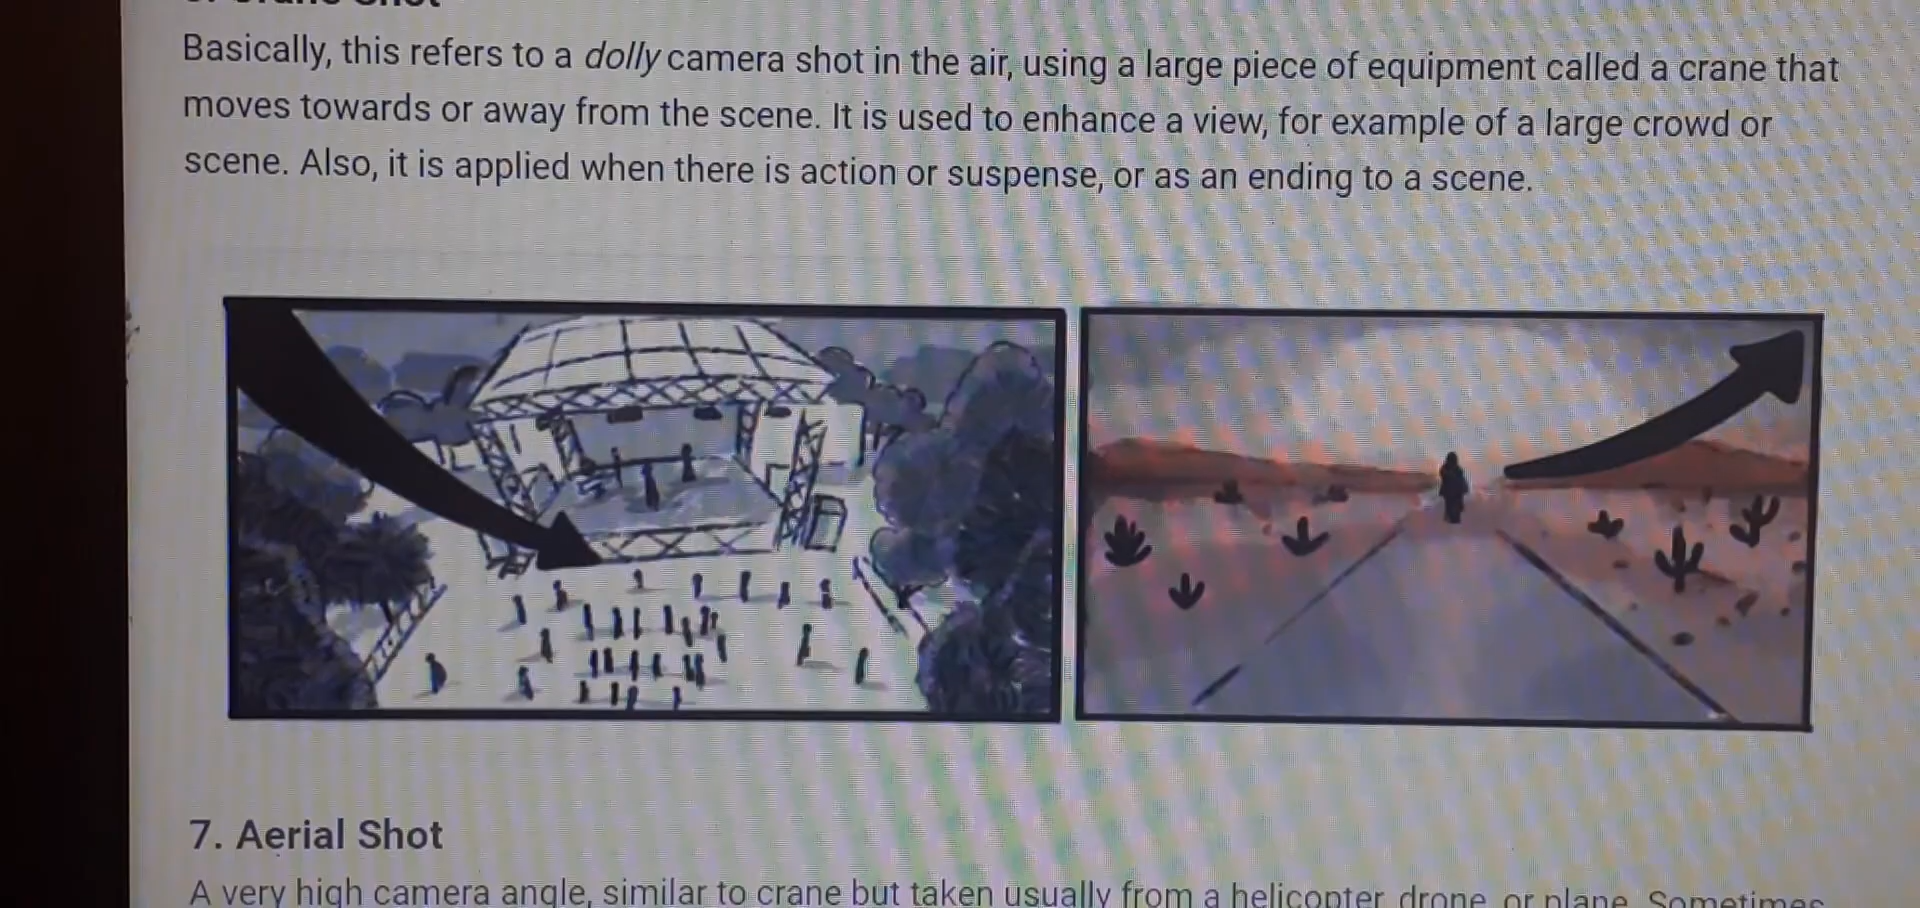 Crane Shot
Basically, this refers to a dolly camera shot in the air, using a large piece of equipment called a crane that
moves towards or away from the scene. It is used to enhance a view, for example of a large crowd or
scene. Also, it is applied when there is action or suspense, or as an ending to a scene.
7. Aerial Shot
A very high camera angle, similar to crane but taken usually from a helicopter, drone, or plane. Sometimes